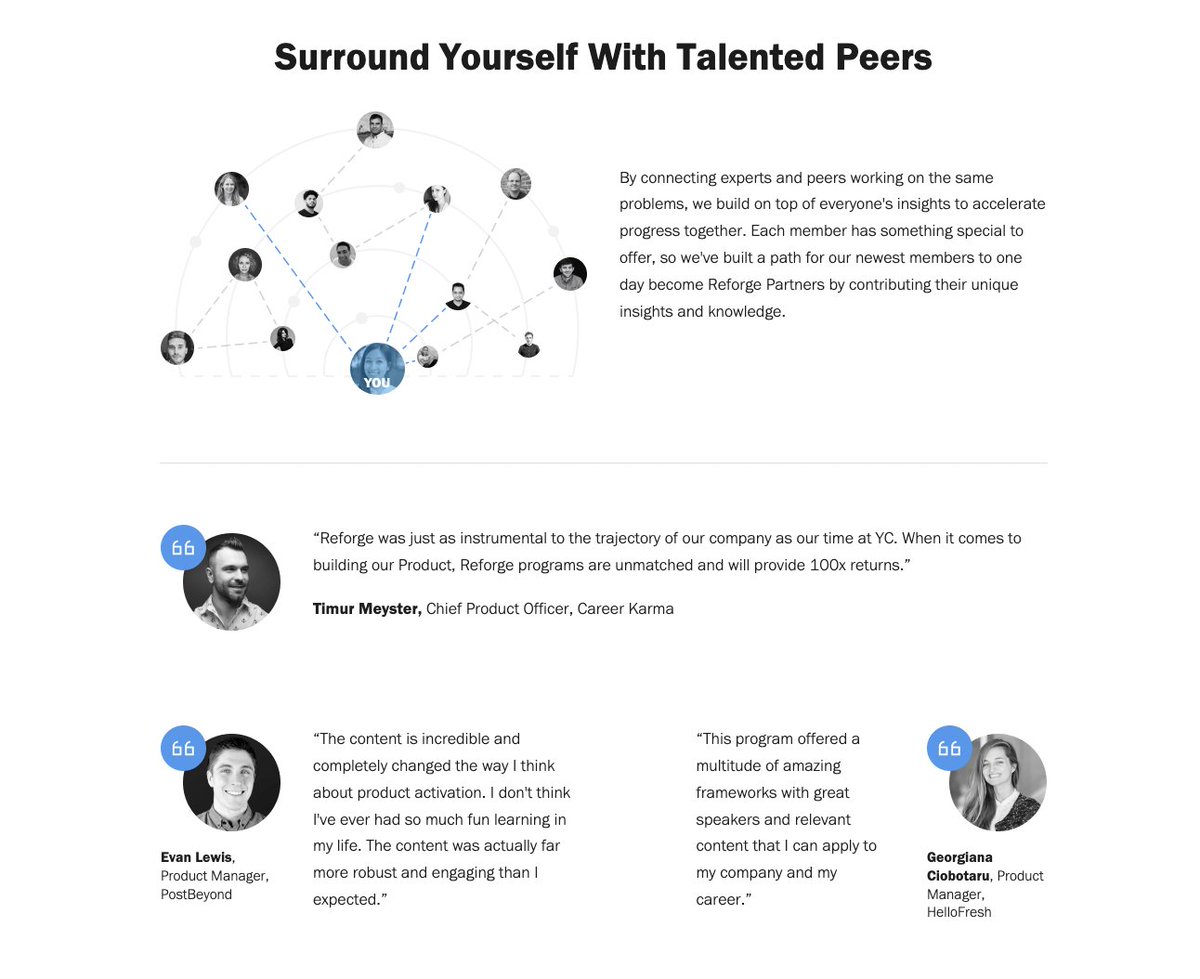 Surround Yourself With Talented Peers
By connecting experts and peers working on the same
problems, we build on top of everyone's insights to accelerate
progress together. Each member has something special to
offer, so we've built a path for our newest members to one
day become Reforge Partners by contributing their unique
insights and knowledge.
YOU
“Reforge was just as instrumental to the trajectory of our company as our time at YC. When it comes to
building our Product, Reforge programs are unmatched and will provide 100x returns.”
Timur Meyster, Chief Product Officer, Career Karma
“The content is incredible and
completely changed the way I think
about product activation. I don't think
I've ever had so much fun learning in
my life. The content was actually far
more robust and engaging than I
expected.”
Evan Lewis,
Product Manager,
PostBeyond
“This program offered a
multitude of amazing
frameworks with great
speakers and relevant
content that I can apply to
my company and my
career.”
Georgiana
Ciobotaru, Product
Manager,
HelloFresh